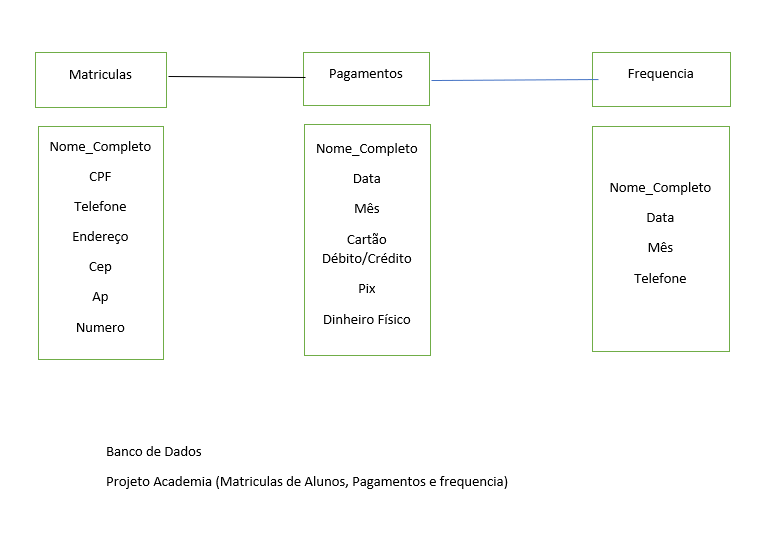 Matriculas
Pagamentos
Frequencia
Nome_Completo
CPF
Telefone
Endereço
Cep
Ap
Numero
Nome_Completo
Data
Mês
Cartão
Débito/Crédito
Pix
Dinheiro Físico
Nome_Completo
Data
Mês
Telefone
Banco de Dados
Projeto Academia (Matriculas de Alunos, Pagamentos e frequencia)